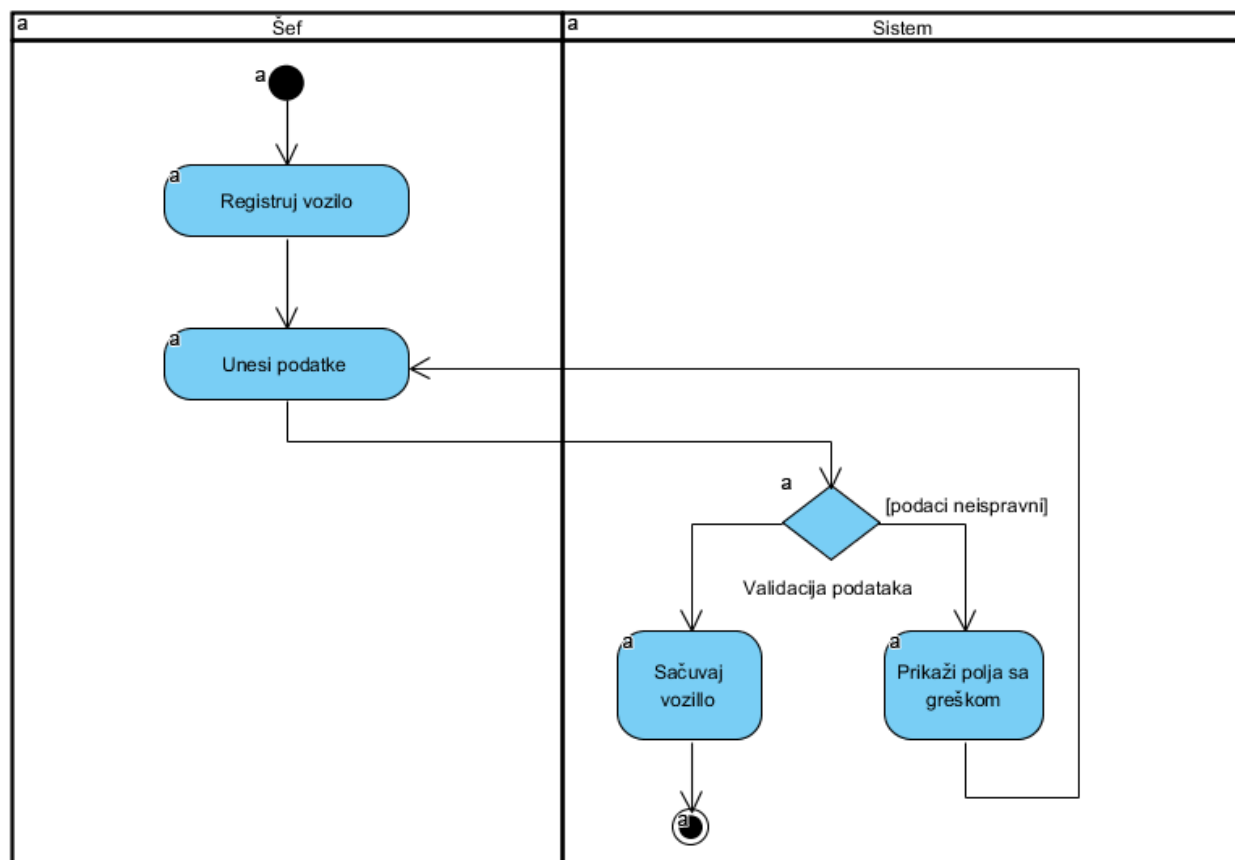 a
Šef
a
Sistem
a
a
Registruj vozilo
a
Unesi podatke
a
[podaci neispravni]
Validacija podataka
a
Sačuvaj
vozillo
a
Prikaži polja sa
greškom
a